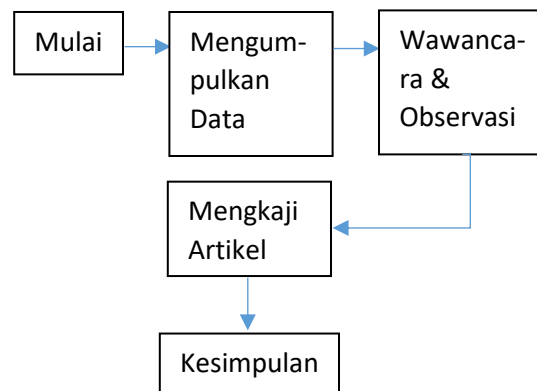 Mulai
Mengum-
pulkan
Data
Wawanca-
ra &
Observasi
Mengkaji
Artikel
Kesimpulan